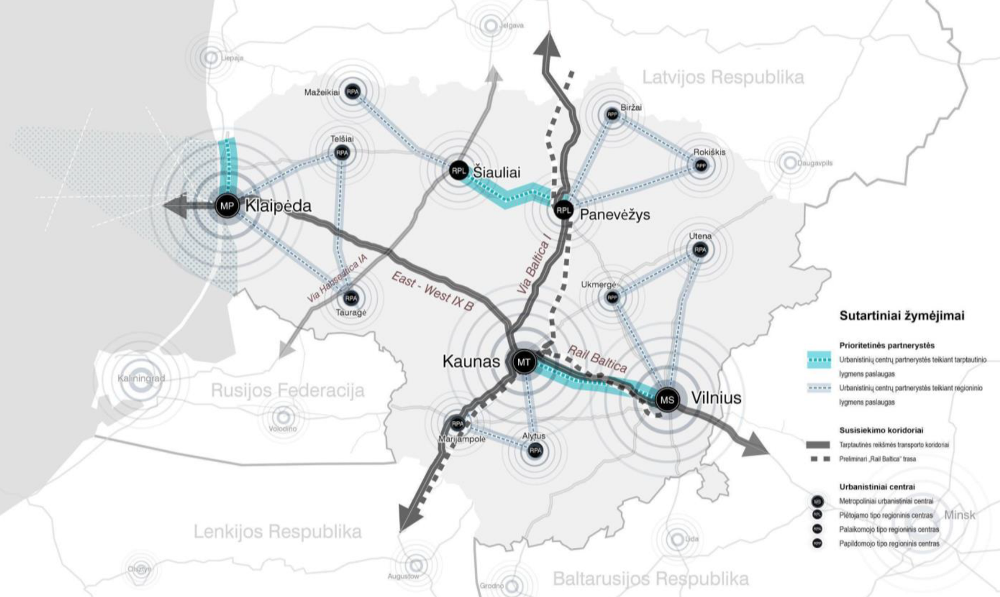 Jelgava
Liepaja
Latvijos Respublika
Mažeikiai
RPA
Biržai
RPP
Telšiai
RPA
Rokiškis
RPP
Daugavpils
RPL
Šiauliai
MP
Klaipėda
RPL
Panevėžys
Utena
RPA
Via Hanseatica IA
East - West IX B
Via Baltica I
Ukmergė
RPP
RPA
Tauragė
Kaunas
MT
Rail Baltica
MS
Vilnius
Kaliningrad
Rusijos Federacija
Volodino
RPA
Marijampolė
Alytus
RPA
Lenkijos Respublika
Olsztyn
Augustow
Grodno
Lida
Minsk
Baltarusijos Respublika
Sutartiniai žymėjimai
Prioritetinės partnerystės
Urbanistinių centrų partnerystės teikiant tarptautinio
lygmens paslaugas
Urbanistinių centrų partnerystės teikiant regioninio
lygmens paslaugas
Susisiekimo koridoriai
Tarptautinės reikšmės transporto koridoriai
Preliminari „Rail Baltica“ trasa
Urbanistiniai centrai
MS
Metropoliniai urbanistiniai centrai
RPL
Plėtojamo tipo regioninis centras
RPA
Palaikomojo tipo regioninis centras
RPP
Papildomojo tipo regioninis centras